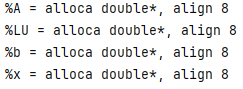 %A = alloca double*, align 8
%LU = alloca double*, align 8
%b = alloca double*, align 8
%x = alloca double*, align 8